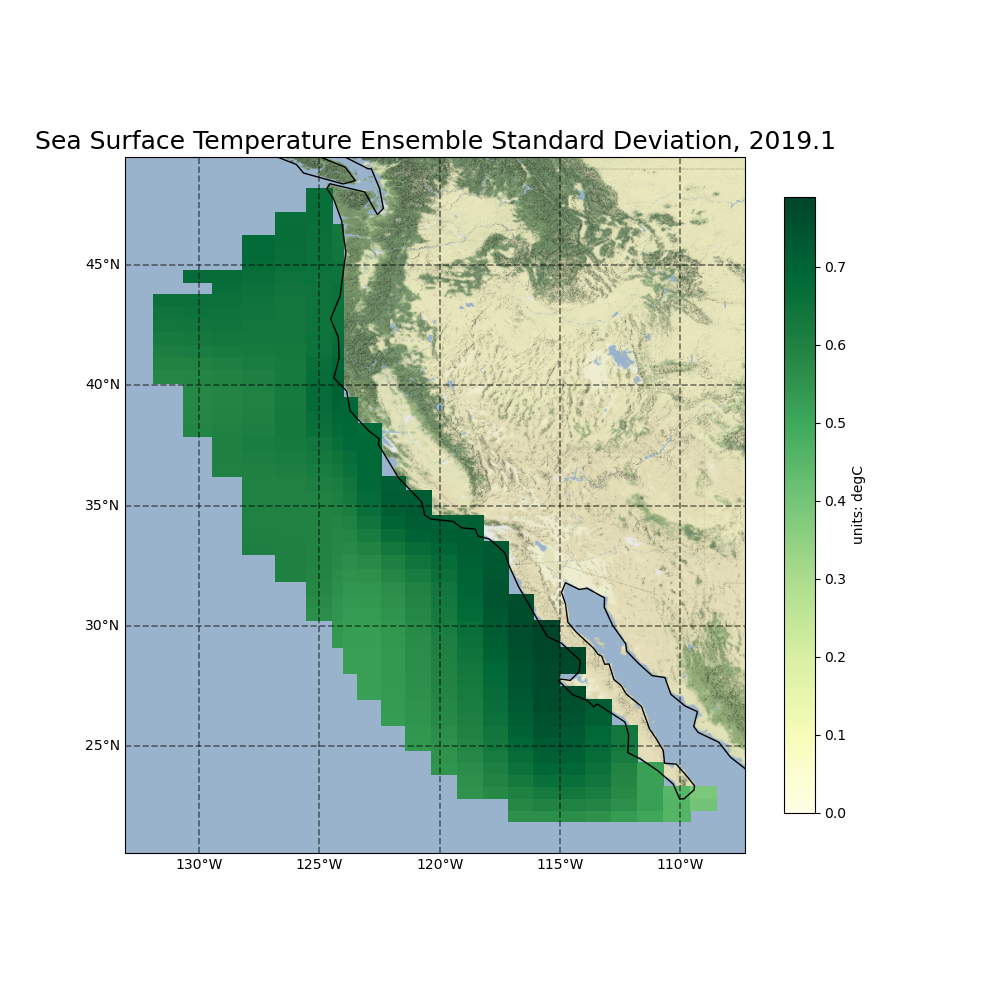 Sea Surface Temperature Ensemble Standard Deviation, 2019.1
45°N
40°N
35°N
30°N
25°N
130°W 125°W 120°W 115°W 110°W
0.7
0.6
0.5
0.4
0.3
0.2
0.1
0.0
units: degC